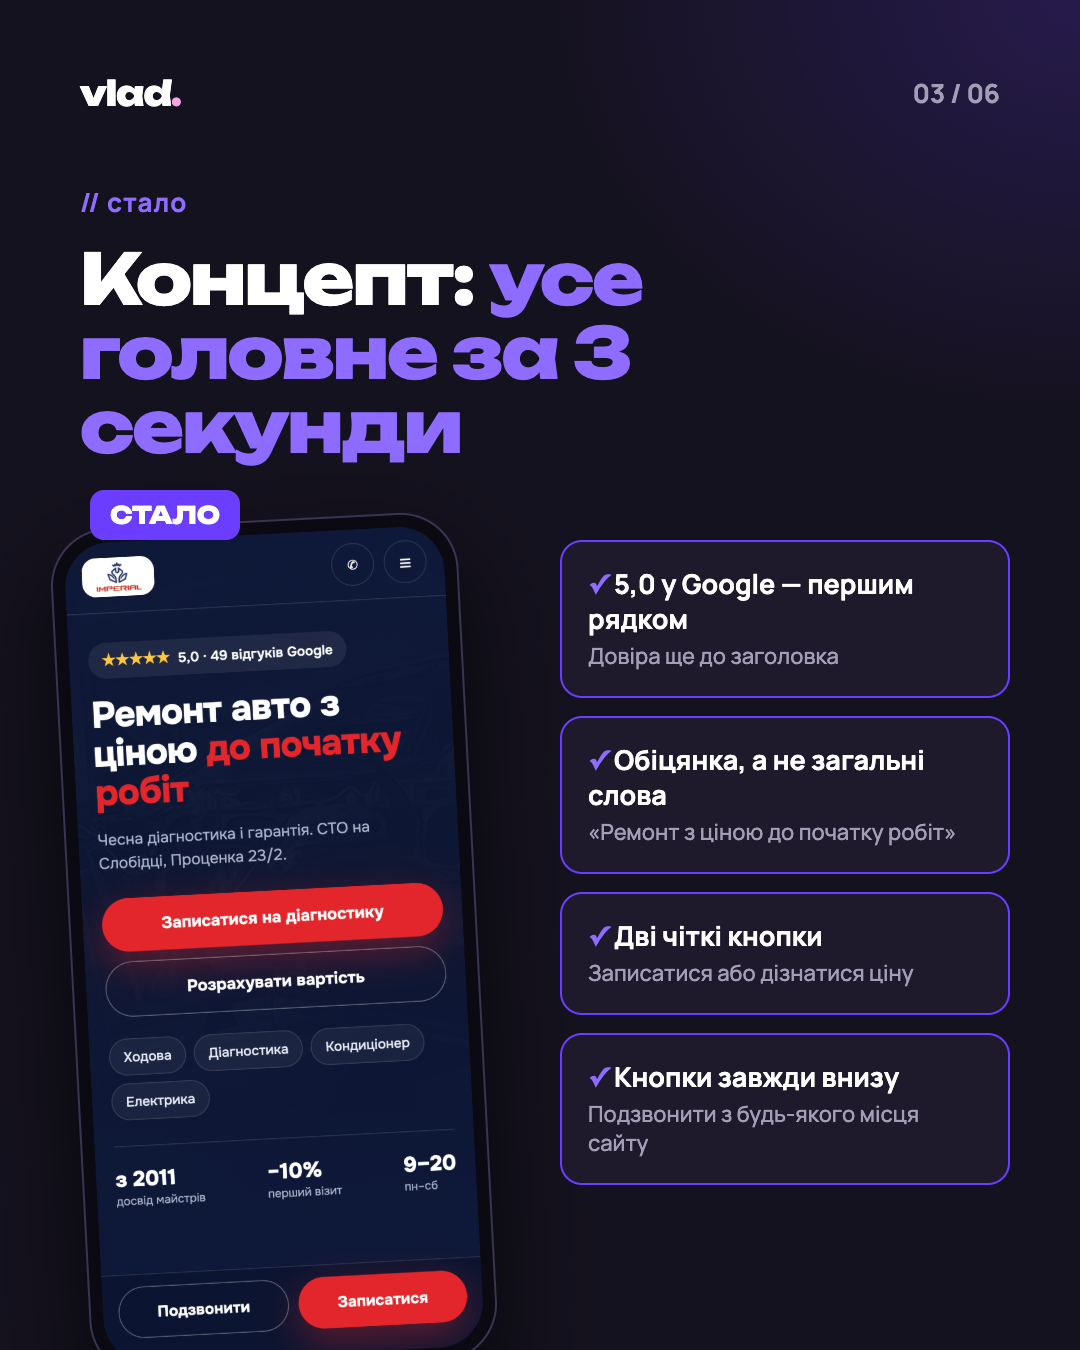 vlad.
03 / 06
// стало
Концепт: усе
головне за 3
секунди
СТАЛО
IMPERIAL
★★★★★ 5,0 · 49 відгуків Google
Ремонт авто з
ціною до початку
робіт
Чесна діагностика і гарантія. СТО на
Слобідці, Проценка 23/2.
Записатися на діагностику
Розрахувати вартість
Ходова
Діагностика
Кондиціонер
Електрика
з 2011
досвід майстрів
−10%
перший візит
9–20
пн–сб
Подзвонити
Записатися
✓5,0 у Google — першим
рядком
Довіра ще до заголовка
✓Обіцянка, а не загальні
слова
«Ремонт з ціною до початку робіт»
✓Дві чіткі кнопки
Записатися або дізнатися ціну
✓Кнопки завжди внизу
Подзвонити з будь-якого місця
сайту